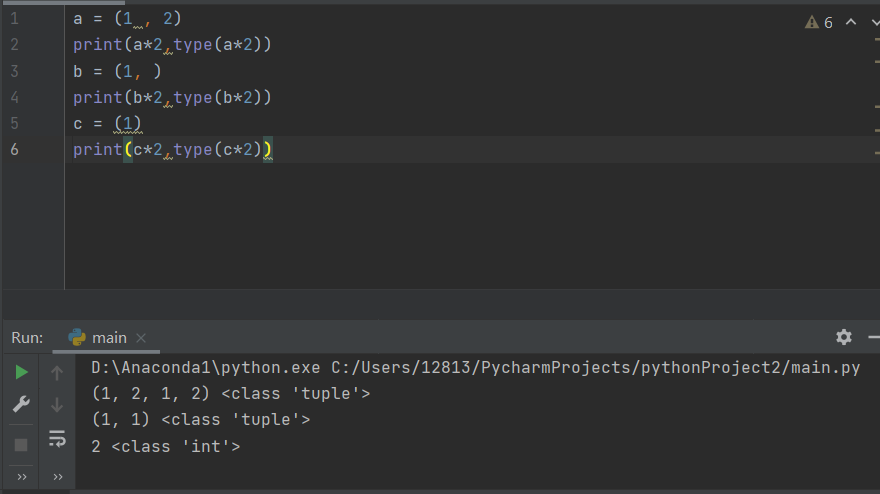 1 a = (1 , 2)
6
2 print(a*2,type(a*2))
3 b = (1, )
4 print(b*2,type(b*2))
5 c = (1)
6 print(c*2,type(c*2))
Run: main
D:\Anaconda1\python.exe C:/Users/12813/PycharmProjects/pythonProject2/main.py
(1, 2, 1, 2) <class 'tuple'>
(1, 1) <class 'tuple'>
2 <class 'int'>